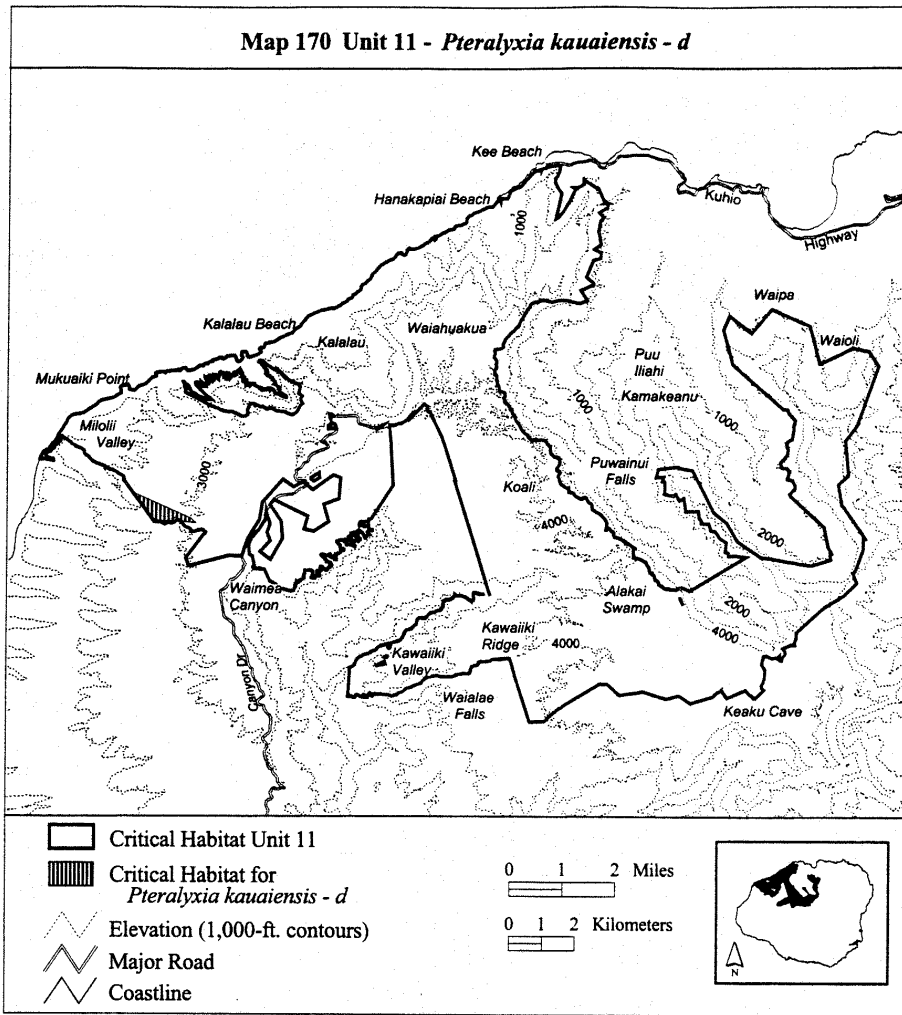 Map 170 Unit 11 - Pteralyxia kauaiensis - d
Kee Beach
Hanakapiai Beach
1000
Kuhio
Highway
Waipa
Kalalau Beach
Kalalau
Waiahuakua
Waioli
Puu
Iliahi
Mukuaiki Point
Kamakeanu
1000
1000
Milolii
Valley
3000
Puwainui
Falls
Koali
4000
2000
Waimea
Canyon
Alakai
Swamp
2000
Kawaiiki
Ridge
4000
4000
Kawaiiki
Valley
Canyon Dr
Waialae
Falls
Keaku Cave
Critical Habitat Unit 11
Critical Habitat for
Pteralyxia kauaiensis - d
Elevation (1,000-ft. contours)
Major Road
Coastline
0 1 2 Miles
0 1 2 Kilometers
N